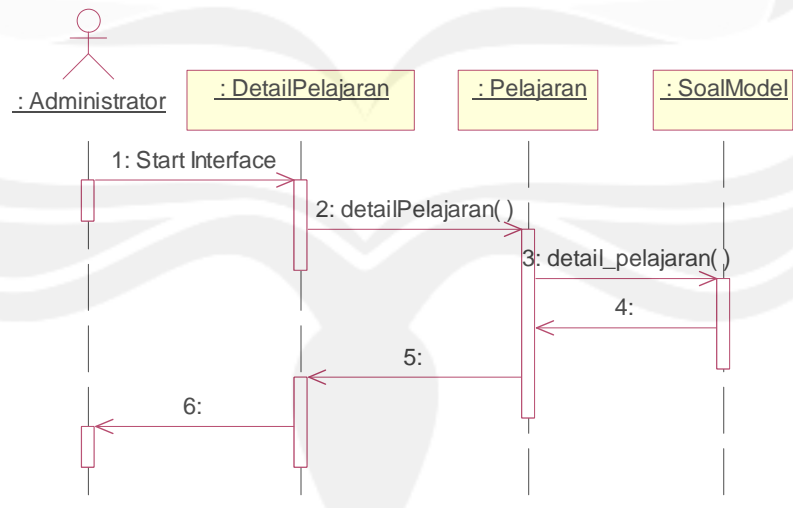 : Administrator
: DetailPelajaran
: Pelajaran
: SoalModel
1: Start Interface
2: detailPelajaran( )
3: detail_pelajaran( )
4:
5:
6: